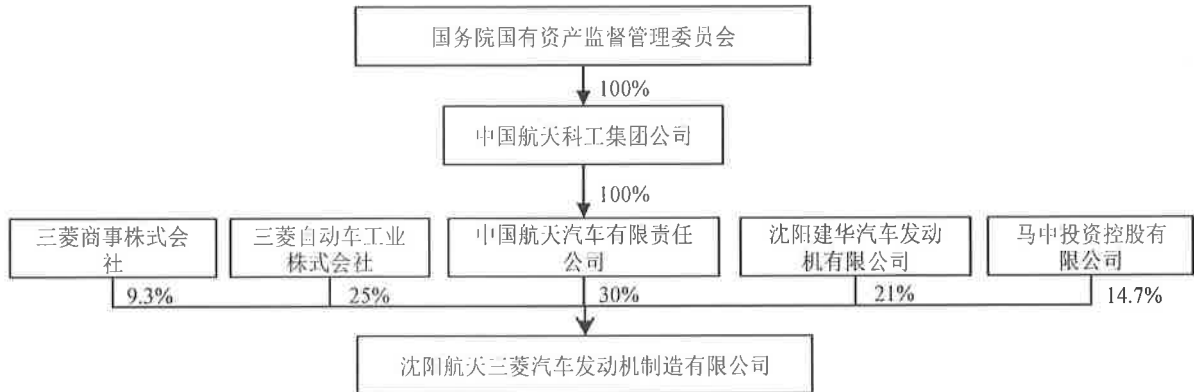 国务院国有资产监督管理委员会
100%
中国航天科工集团公司
100%
三菱商事株式会
社
三菱自动车工业
株式会社
中国航天汽车有限责任
公司
沈阳建华汽车发动
机有限公司
马中投资控股有
限公司
9.3%
25%
30%
21%
14.7%
沈阳航天三菱汽车发动机制造有限公司